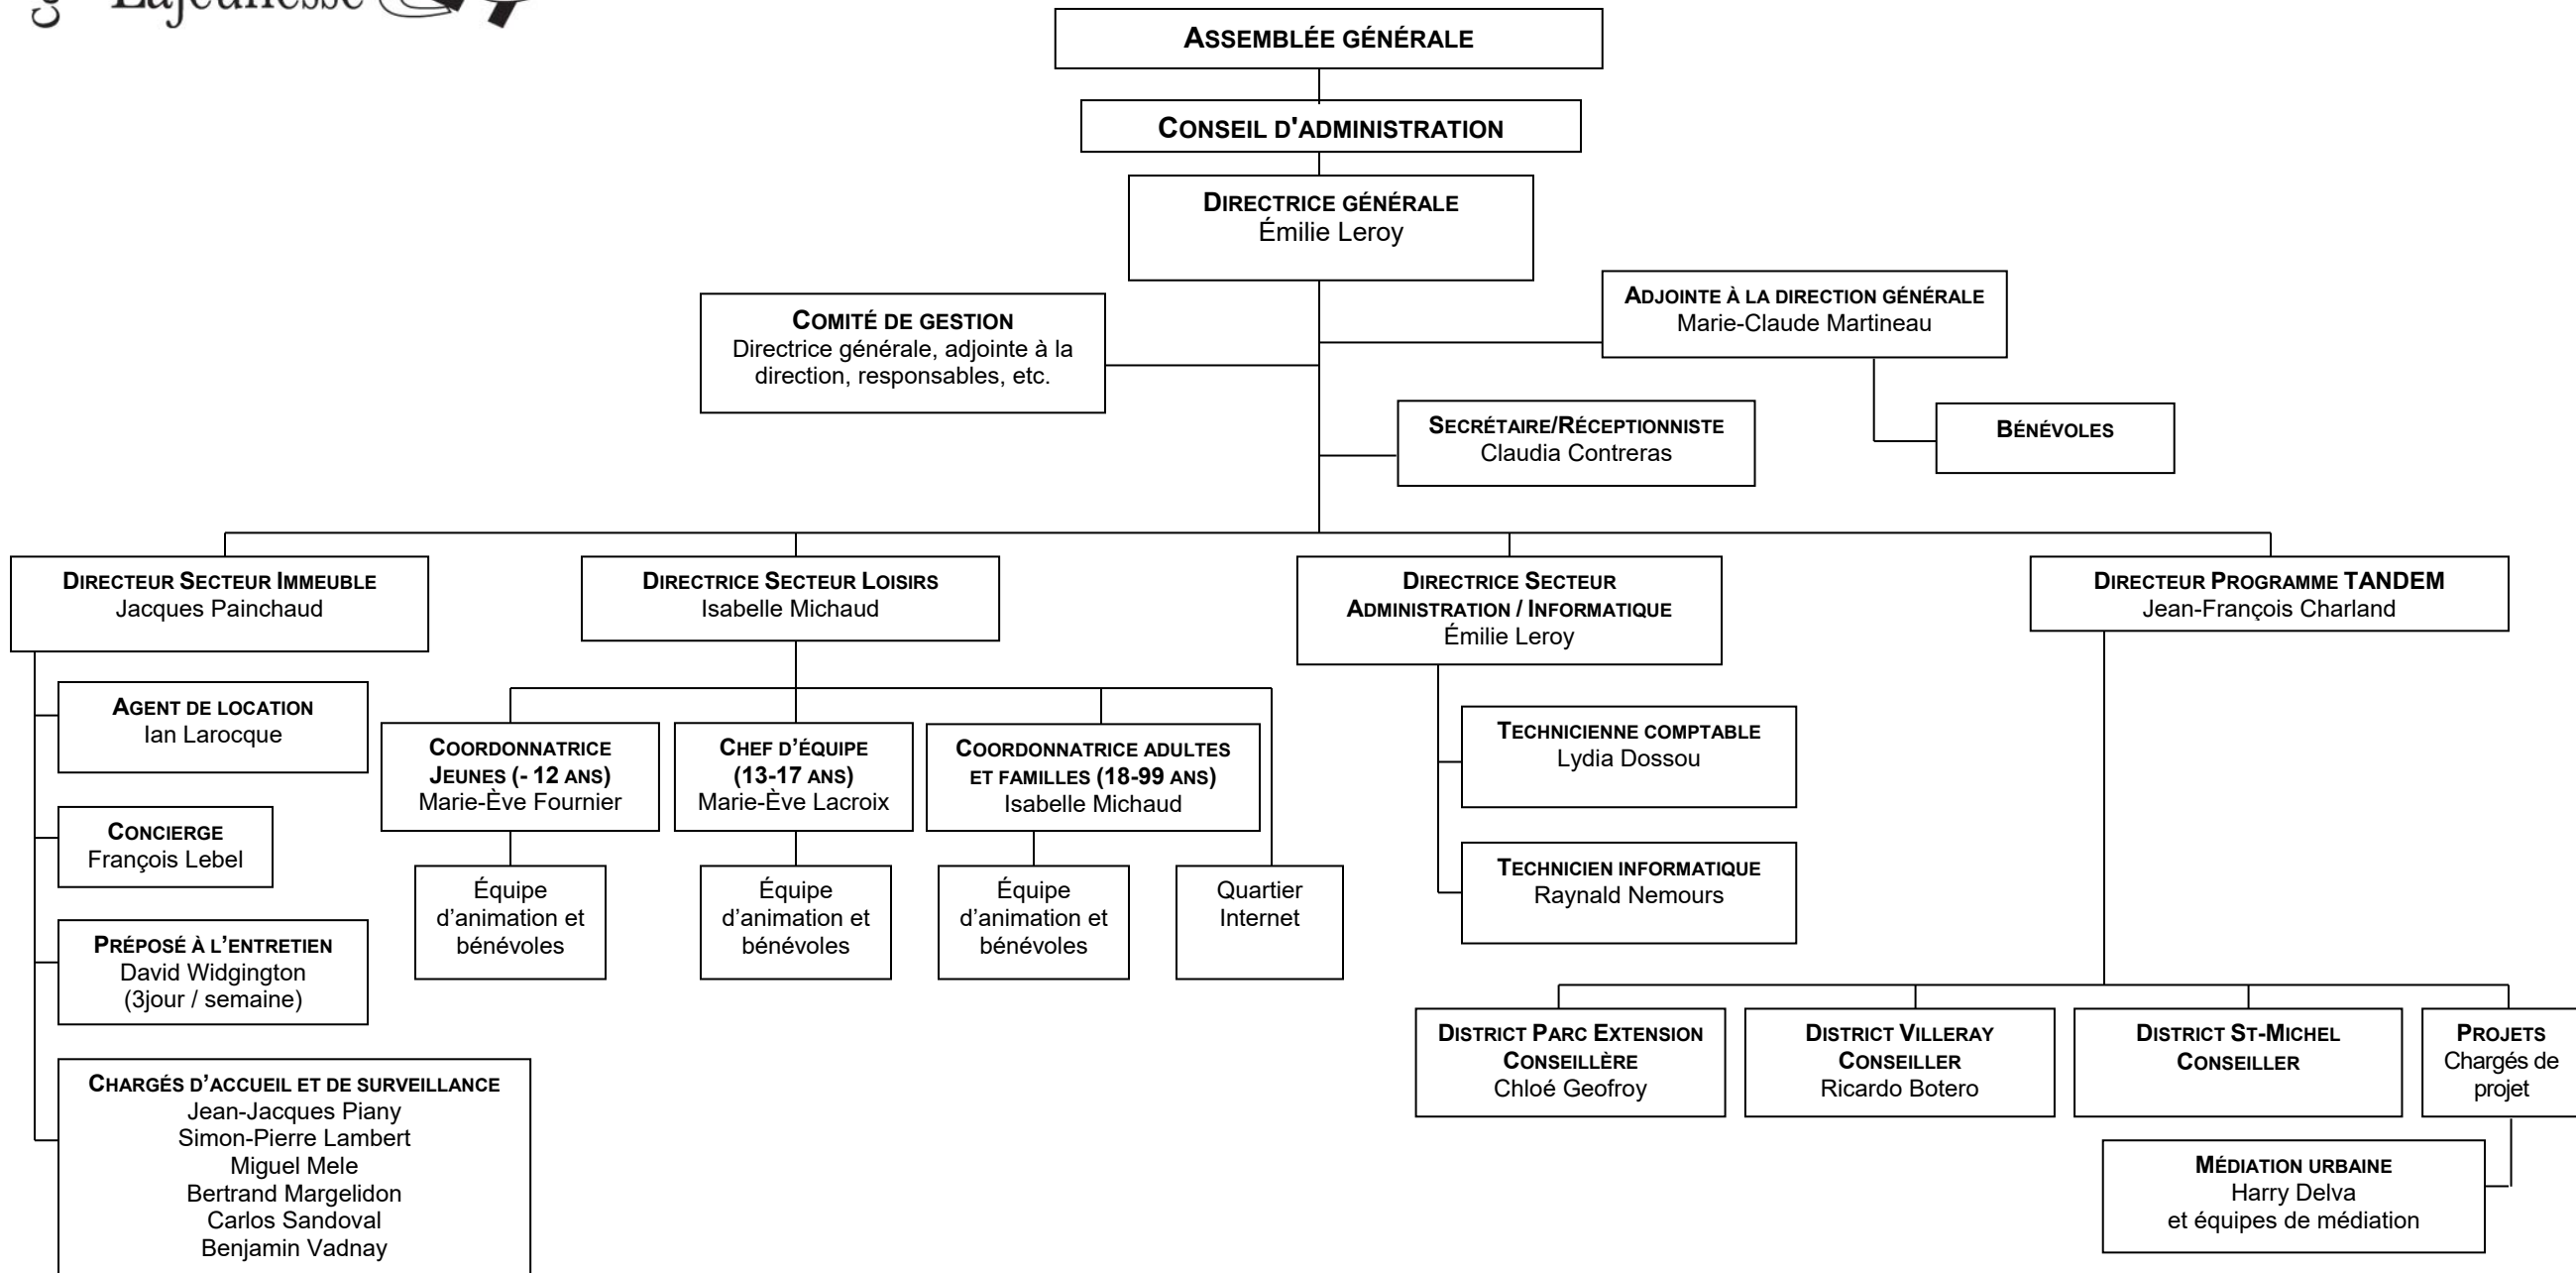 Lajeunesse
ASSEMBLÉE GÉNÉRALE
CONSEIL D'ADMINISTRATION
DIRECTRICE GÉNÉRALE
Émilie Leroy
ADJOINTE À LA DIRECTION GÉNÉRALE
Marie-Claude Martineau
COMITÉ DE GESTION
Directrice générale, adjointe à la
direction, responsables, etc.
SECRÉTAIRE/RÉCEPTIONNISTE
Claudia Contreras
BÉNÉVOLES
DIRECTEUR SECTEUR IMMEUBLE
Jacques Painchaud
DIRECTRICE SECTEUR LOISIRS
Isabelle Michaud
DIRECTRICE SECTEUR
ADMINISTRATION / INFORMATIQUE
Émilie Leroy
DIRECTEUR PROGRAMME TANDEM
Jean-François Charland
AGENT DE LOCATION
Ian Larocque
CONCIERGE
François Lebel
PRÉPOSÉ À L’ENTRETIEN
David Widgington
(3jour / semaine)
CHARGÉS D’ACCUEIL ET DE SURVEILLANCE
Jean-Jacques Piany
Simon-Pierre Lambert
Miguel Mele
Bertrand Margelidon
Carlos Sandoval
Benjamin Vadnay
COORDONNATRICE
JEUNES (- 12 ANS)
Marie-Ève Fournier
Équipe
d’animation et
bénévoles
CHEF D’ÉQUIPE
(13-17 ANS)
Marie-Ève Lacroix
Équipe
d’animation et
bénévoles
COORDONNATRICE ADULTES
ET FAMILLES (18-99 ANS)
Isabelle Michaud
Équipe
d’animation et
bénévoles
Quartier
Internet
TECHNICIENNE COMPTABLE
Lydia Dossou
TECHNICIEN INFORMATIQUE
Raynald Nemours
DISTRICT PARC EXTENSION
CONSEILLÈRE
Chloé Geofroy
DISTRICT VILLERAY
CONSEILLER
Ricardo Botero
DISTRICT ST-MICHEL
CONSEILLER
PROJETS
Chargés de
projet
MÉDIATION URBAINE
Harry Delva
et équipes de médiation